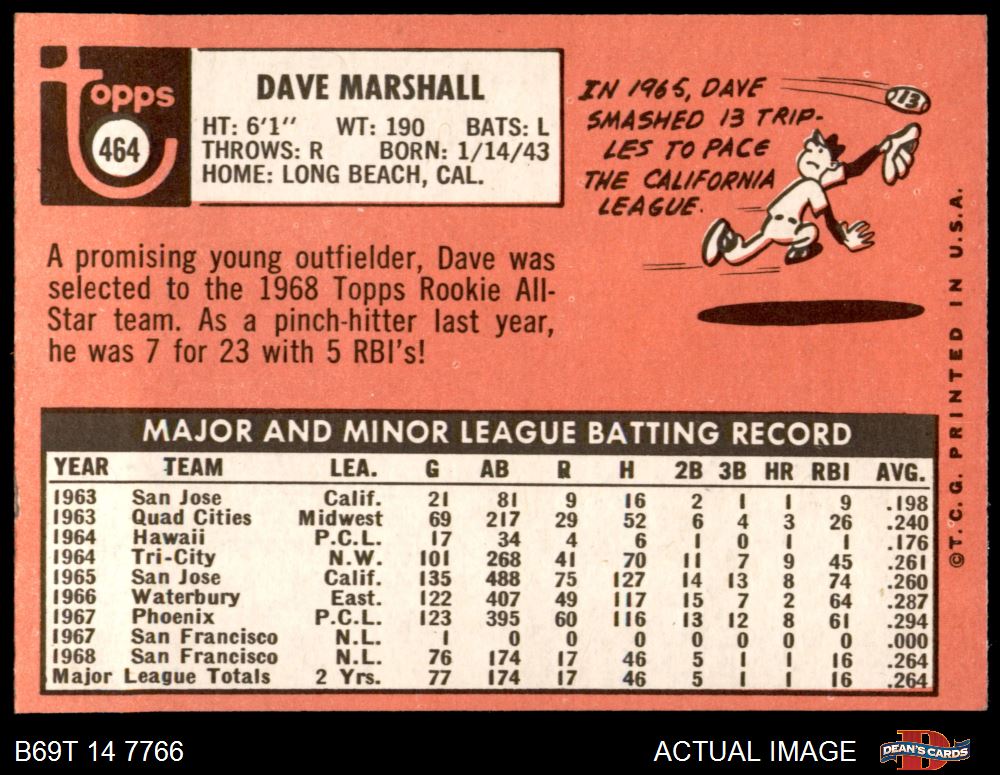 Topps
464
DAVE MARSHALL
HT: 6'1" WT: 190 BATS: L
THROWS: R BORN: 1/14/43
HOME: LONG BEACH, CAL.
IN 1965, DAVE
SMASHED 13 TRIP-
LES TO PACE
THE CALIFORNIA
LEAGUE.
13
A promising young outfielder, Dave was
selected to the 1968 Topps Rookie All-
Star team. As a pinch-hitter last year,
he was 7 for 23 with 5 RBI's!
MAJOR AND MINOR LEAGUE BATTING RECORD
YEAR TEAM LEA. G AB R H 2B 3B HR RBI AVG.
1963 San Jose Calif. 21 81 9 16 2 1 1 9 .198
1963 Quad Cities Midwest 69 217 29 52 6 4 3 26 .240
1964 Hawaii P.C.L. 17 34 4 6 1 0 1 1 .176
1964 Tri-City N.W. 101 268 41 70 11 7 9 45 .261
1965 San Jose Calif. 135 488 75 127 14 13 8 74 .260
1966 Waterbury East. 122 407 49 117 15 7 2 64 .287
1967 Phoenix P.C.L. 123 395 60 116 13 12 8 61 .294
1967 San Francisco N.L. 1 0 0 0 0 0 0 0 .000
1968 San Francisco N.L. 76 174 17 46 5 1 1 16 .264
Major League Totals 2 Yrs. 77 174 17 46 5 1 1 16 .264
©T.C.G. PRINTED IN U.S.A.
B69T 14 7766
ACTUAL IMAGE
D
DEAN'S CARDS